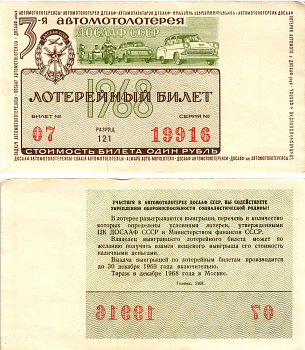 3-я АВТОМОТОЛОТЕРЕЯ
ДОСААФ СССР
1968
ЛОТЕРЕЙНЫЙ БИЛЕТ
БИЛЕТ № РАЗРЯД СЕРИЯ №
07 121 19916
СТОИМОСТЬ БИЛЕТА ОДИН РУБЛЬ
УЧАСТВУЯ В АВТОМОТОЛОТЕРЕЕ ДОСААФ СССР, ВЫ СОДЕЙСТВУЕТЕ
УКРЕПЛЕНИЮ ОБОРОНОСПОСОБНОСТИ СОЦИАЛИСТИЧЕСКОЙ РОДИНЫ!
В лотерее разыгрываются выигрыши, перечень и количество
которых определены условиями лотереи, утвержденными
ЦК ДОСААФ СССР и Министерством финансов СССР.
Владелец выигравшего лотерейного билета может по
желанию получить взамен вещевого выигрыша его стоимость
наличными деньгами.
Выдача выигрышей по лотерейным билетам производится
до 30 декабря 1969 года включительно.
Тираж в декабре 1968 года в Москве.
Гознак. 1968.
19916 07